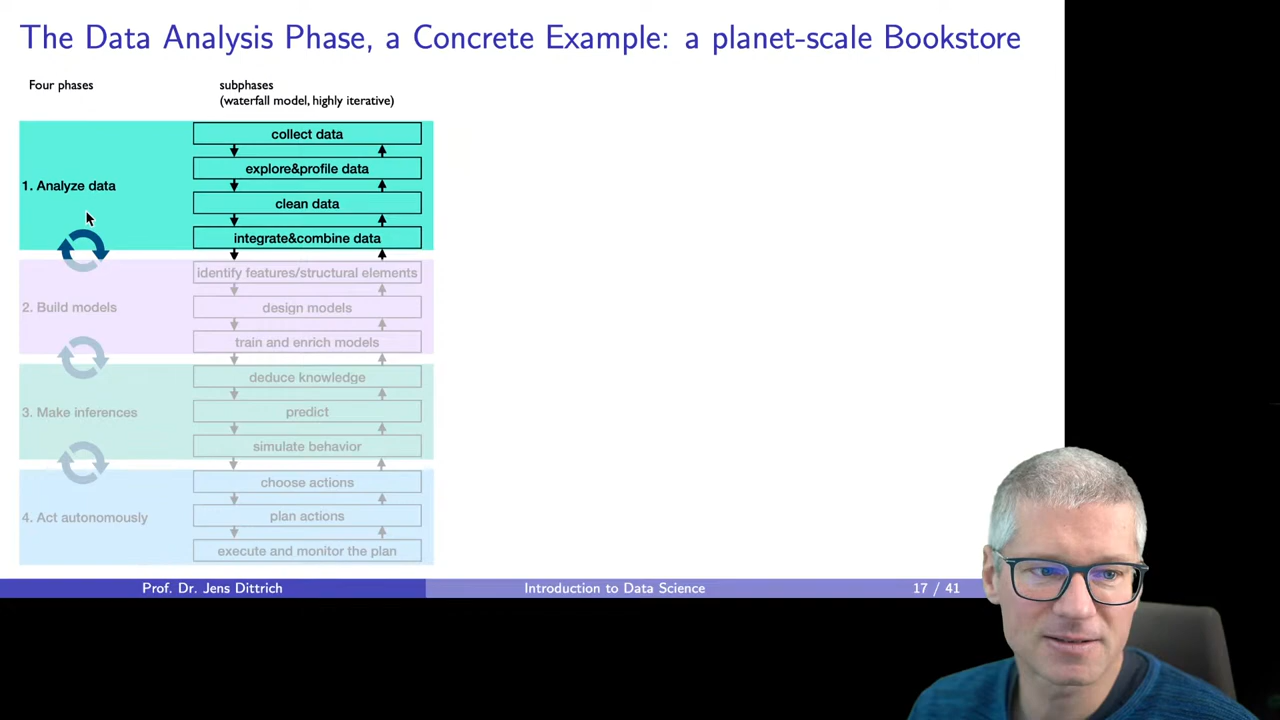 The Data Analysis Phase, a Concrete Example: a planet-scale Bookstore
Four phases
subphases
(waterfall model, highly iterative)
1. Analyze data
collect data
explore&profile data
clean data
integrate&combine data
2. Build models
identify features/structural elements
design models
train and enrich models
3. Make inferences
deduce knowledge
predict
simulate behavior
4. Act autonomously
choose actions
plan actions
execute and monitor the plan
Prof. Dr. Jens Dittrich
Introduction to Data Science
17 / 41